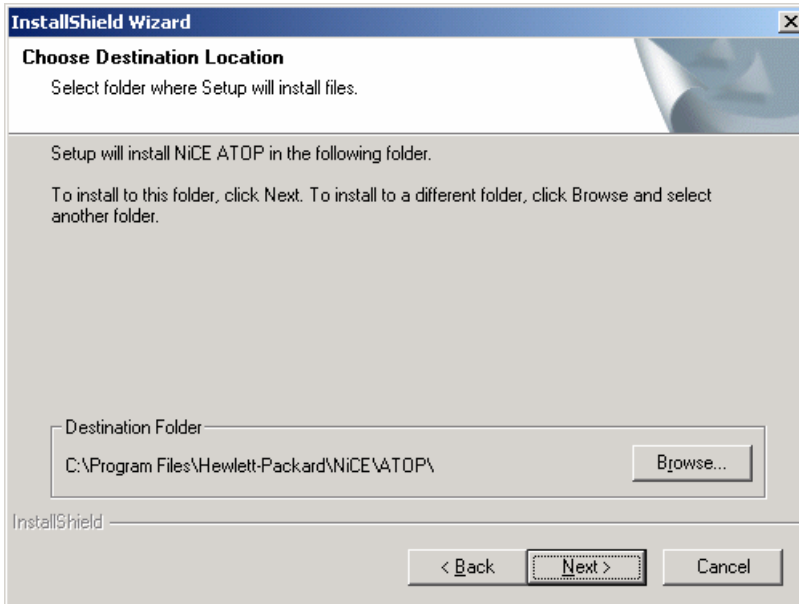 InstallShield Wizard
Choose Destination Location
Select folder where Setup will install files.
Setup will install NiCE ATOP in the following folder.
To install to this folder, click Next. To install to a different folder, click Browse and select
another folder.
Destination Folder
C:\Program Files\Hewlett-Packard\NiCE\ATOP\
Browse...
InstallShield
< Back
Next >
Cancel